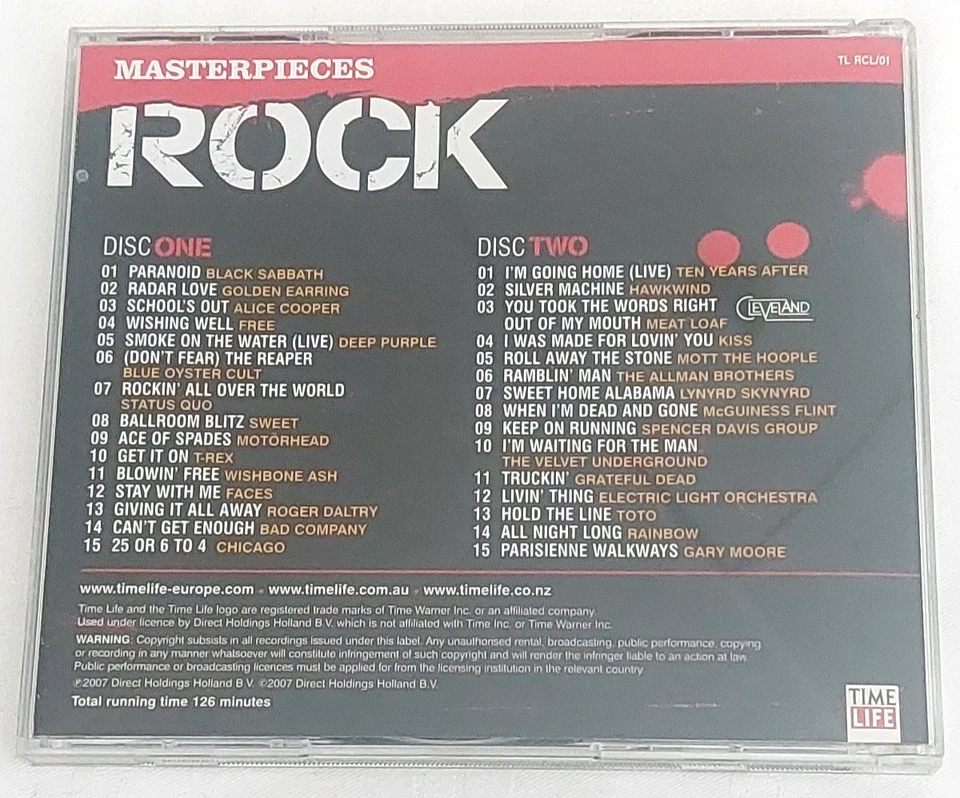 MASTERPIECES
TL RCL/01
ROCK
DISC ONE
01 PARANOID BLACK SABBATH
02 RADAR LOVE GOLDEN EARRING
03 SCHOOL'S OUT ALICE COOPER
04 WISHING WELL FREE
05 SMOKE ON THE WATER (LIVE) DEEP PURPLE
06 (DON'T FEAR) THE REAPER
BLUE OYSTER CULT
07 ROCKIN' ALL OVER THE WORLD
STATUS QUO
08 BALLROOM BLITZ SWEET
09 ACE OF SPADES MOTÖRHEAD
10 GET IT ON T-REX
11 BLOWIN' FREE WISHBONE ASH
12 STAY WITH ME FACES
13 GIVING IT ALL AWAY ROGER DALTRY
14 CAN'T GET ENOUGH BAD COMPANY
15 25 OR 6 TO 4 CHICAGO
DISC TWO
01 I'M GOING HOME (LIVE) TEN YEARS AFTER
02 SILVER MACHINE HAWKWIND
03 YOU TOOK THE WORDS RIGHT
OUT OF MY MOUTH MEAT LOAF
CLEVELAND
04 I WAS MADE FOR LOVIN' YOU KISS
05 ROLL AWAY THE STONE MOTT THE HOOPLE
06 RAMBLIN' MAN THE ALLMAN BROTHERS
07 SWEET HOME ALABAMA LYNYRD SKYNYRD
08 WHEN I'M DEAD AND GONE McGUINESS FLINT
09 KEEP ON RUNNING SPENCER DAVIS GROUP
10 I'M WAITING FOR THE MAN
THE VELVET UNDERGROUND
11 TRUCKIN' GRATEFUL DEAD
12 LIVIN' THING ELECTRIC LIGHT ORCHESTRA
13 HOLD THE LINE TOTO
14 ALL NIGHT LONG RAINBOW
15 PARISIENNE WALKWAYS GARY MOORE
www.timelife-europe.com - www.timelife.com.au - www.timelife.co.nz
Time Life and the Time Life logo are registered trade marks of Time Warner Inc. or an affiliated company.
Used under licence by Direct Holdings Holland B.V. which is not affiliated with Time Inc. or Time Warner Inc.
WARNING: Copyright subsists in all recordings issued under this label. Any unauthorised rental, broadcasting, public performance, copying
or recording in any manner whatsoever will constitute infringement of such copyright and will render the infringer liable to an action at law.
Public performance or broadcasting licences must be applied for from the licensing institution in the relevant country.
℗2007 Direct Holdings Holland B.V. ©2007 Direct Holdings Holland B.V.
Total running time 126 minutes
TIME
LIFE